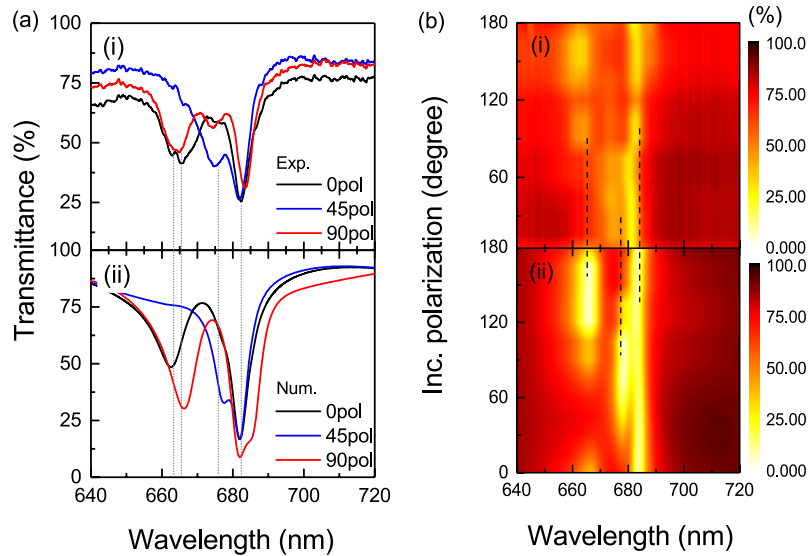 (a)
(i)
Transmittance (%)
100
75
50
25
Exp.
0pol
45pol
90pol
100
(ii)
75
50
25
0
Num.
0pol
45pol
90pol
640 660 680 700 720
Wavelength (nm)
(b)
(i)
Inc. polarization (degree)
180
120
60
180
(ii)
120
60
0
640 660 680 700 720
Wavelength (nm)
(%)
100.0
75.00
50.00
25.00
0.000
100.0
75.00
50.00
25.00
0.000